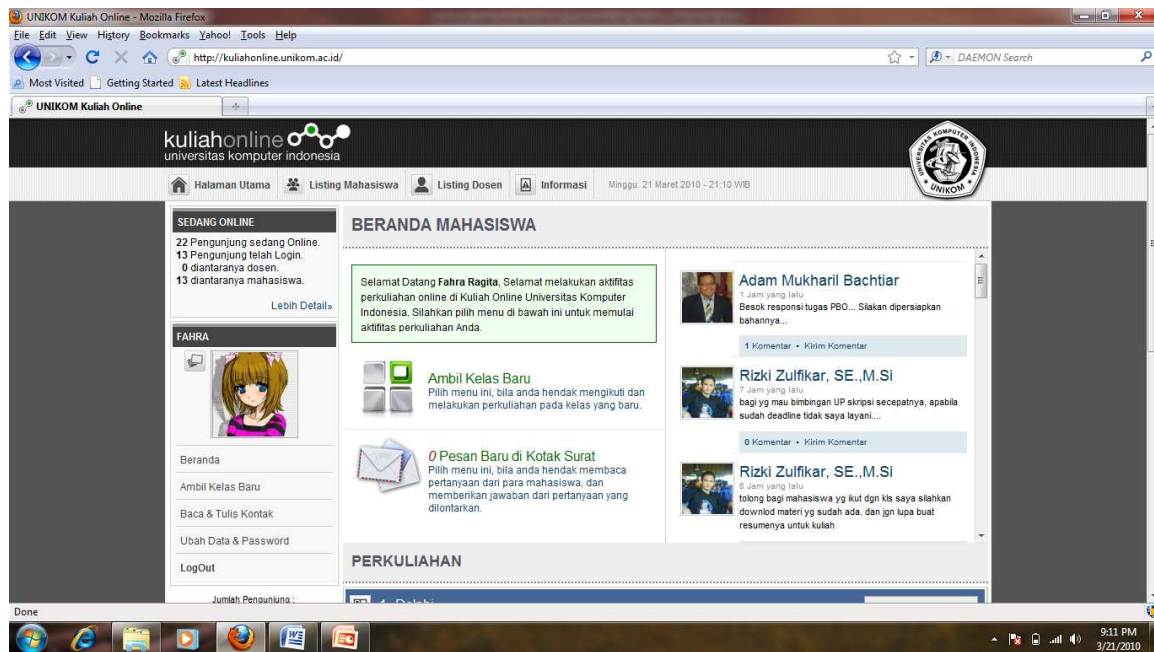 UNIKOM Kuliah Online - Mozilla Firefox
File Edit View History Bookmarks Yahoo! Tools Help
http://kuliahonline.unikom.ac.id/
DAEMON Search
Most Visited Getting Started Latest Headlines
UNIKOM Kuliah Online
kuliahonline
universitas komputer indonesia
UNIVERSITAS KOMPUTER INDONESIA
UNIKOM
Halaman Utama Listing Mahasiswa Listing Dosen Informasi Minggu. 21 Maret 2010 - 21:10 WIB
SEDANG ONLINE
22 Pengunjung sedang Online.
13 Pengunjung telah Login.
0 diantaranya dosen.
13 diantaranya mahasiswa.
Lebih Detail»
FAHRA
Beranda
Ambil Kelas Baru
Baca & Tulis Kontak
Ubah Data & Password
LogOut
Jumlah Pengunjung :
BERANDA MAHASISWA
Selamat Datang Fahra Ragita, Selamat melakukan aktifitas
perkuliahan online di Kuliah Online Universitas Komputer
Indonesia. Silahkan pilih menu di bawah ini untuk memulai
aktifitas perkuliahan Anda.
Ambil Kelas Baru
Pilih menu ini, bila anda hendak mengikuti dan
melakukan perkuliahan pada kelas yang baru.
0 Pesan Baru di Kotak Surat
Pilih menu ini, bila anda hendak membaca
pertanyaan dari para mahasiswa, dan
memberikan jawaban dari pertanyaan yang
dilontarkan.
Adam Mukharil Bachtiar
1 Jam yang lalu
Besok responsi tugas PBO... Silakan dipersiapkan
bahannya...
1 Komentar • Kirim Komentar
Rizki Zulfikar, SE.,M.Si
7 Jam yang lalu
bagi yg mau bimbingan UP skripsi secepatnya, apabila
sudah deadline tidak saya layani....
0 Komentar • Kirim Komentar
Rizki Zulfikar, SE.,M.Si
8 Jam yang lalu
tolong bagi mahasiswa yg ikut dgn kls saya silahkan
downlod materi yg sudah ada. dan jgn lupa buat
resumenya untuk kuliah
PERKULIAHAN
1. Delphi
Done
9:11 PM
3/21/2010